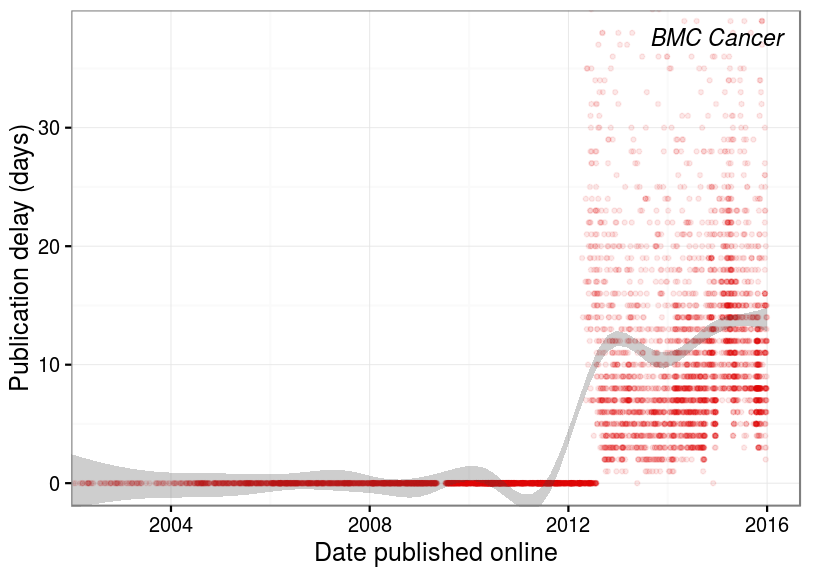 BMC Cancer
Publication delay (days)
30
20
10
0
2004 2008 2012 2016
Date published online